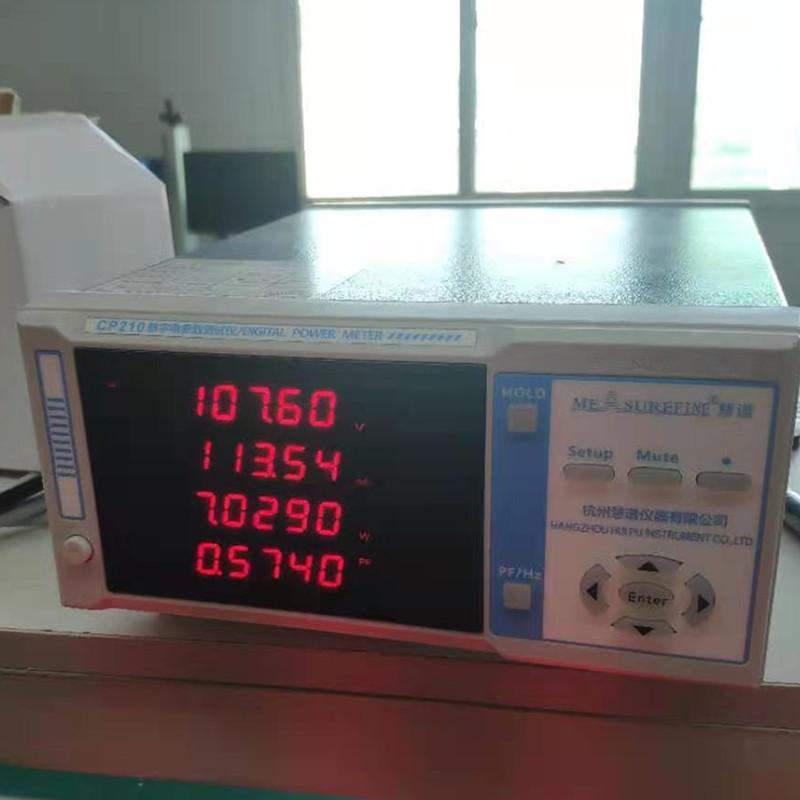 CP210 数字电参数测试仪/DIGITAL POWER METER
107.60 V
113.54
7.0290 W
0.5740 PF
HOLD
PF/Hz
MEASUREFINE® 慧谱
Setup Mute
杭州慧谱仪器有限公司
HANGZHOU HUIPU INSTRUMENT CO.,LTD
Enter